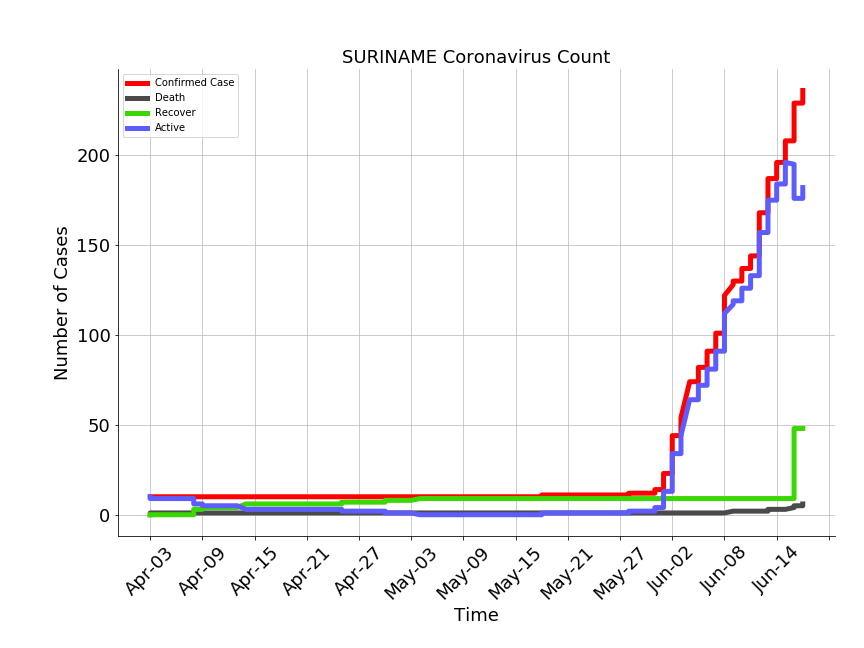 SURINAME Coronavirus Count
Confirmed Case
Death
Recover
Active
Number of Cases
200
150
100
50
0
Apr-03
Apr-09
Apr-15
Apr-21
Apr-27
May-03
May-09
May-15
May-21
May-27
Jun-02
Jun-08
Jun-14
Time